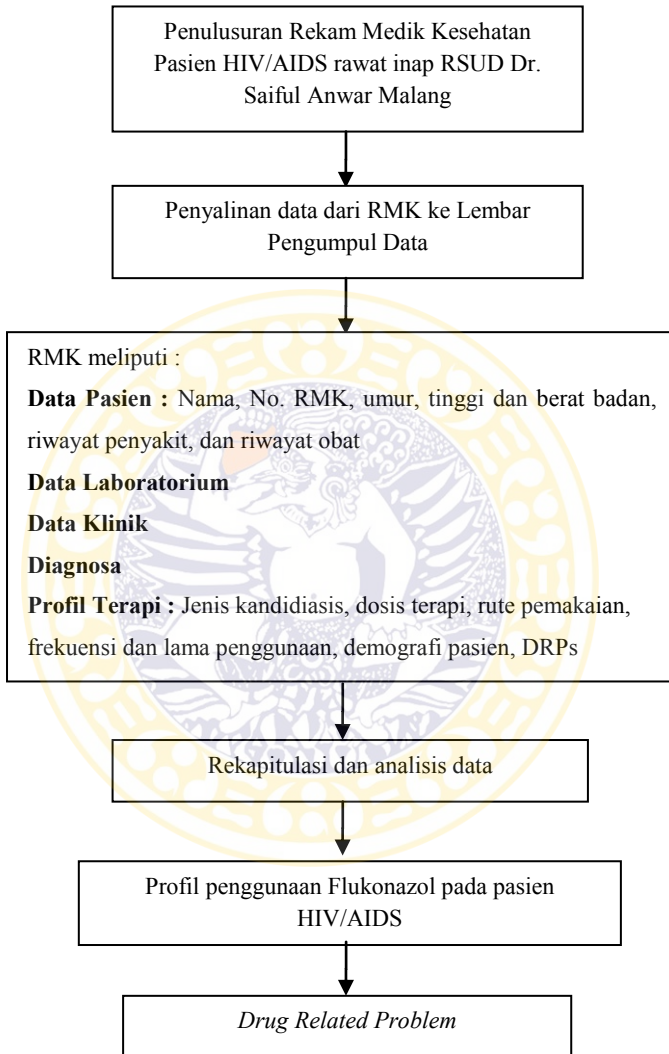 Penulusuran Rekam Medik Kesehatan
Pasien HIV/AIDS rawat inap RSUD Dr.
Saiful Anwar Malang
Penyalinan data dari RMK ke Lembar
Pengumpul Data
RMK meliputi :
Data Pasien : Nama, No. RMK, umur, tinggi dan berat badan,
riwayat penyakit, dan riwayat obat
Data Laboratorium
Data Klinik
Diagnosa
Profil Terapi : Jenis kandidiasis, dosis terapi, rute pemakaian,
frekuensi dan lama penggunaan, demografi pasien, DRPs
Rekapitulasi dan analisis data
Profil penggunaan Flukonazol pada pasien
HIV/AIDS
Drug Related Problem